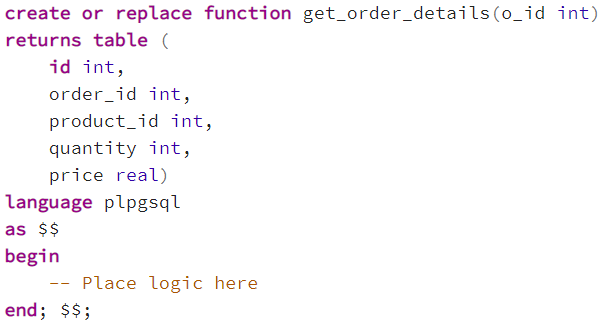 create or replace function get_order_details(o_id int)
returns table (
    id int,
    order_id int,
    product_id int,
    quantity int,
    price real)
language plpgsql
as $$
begin
    -- Place logic here
end; $$;